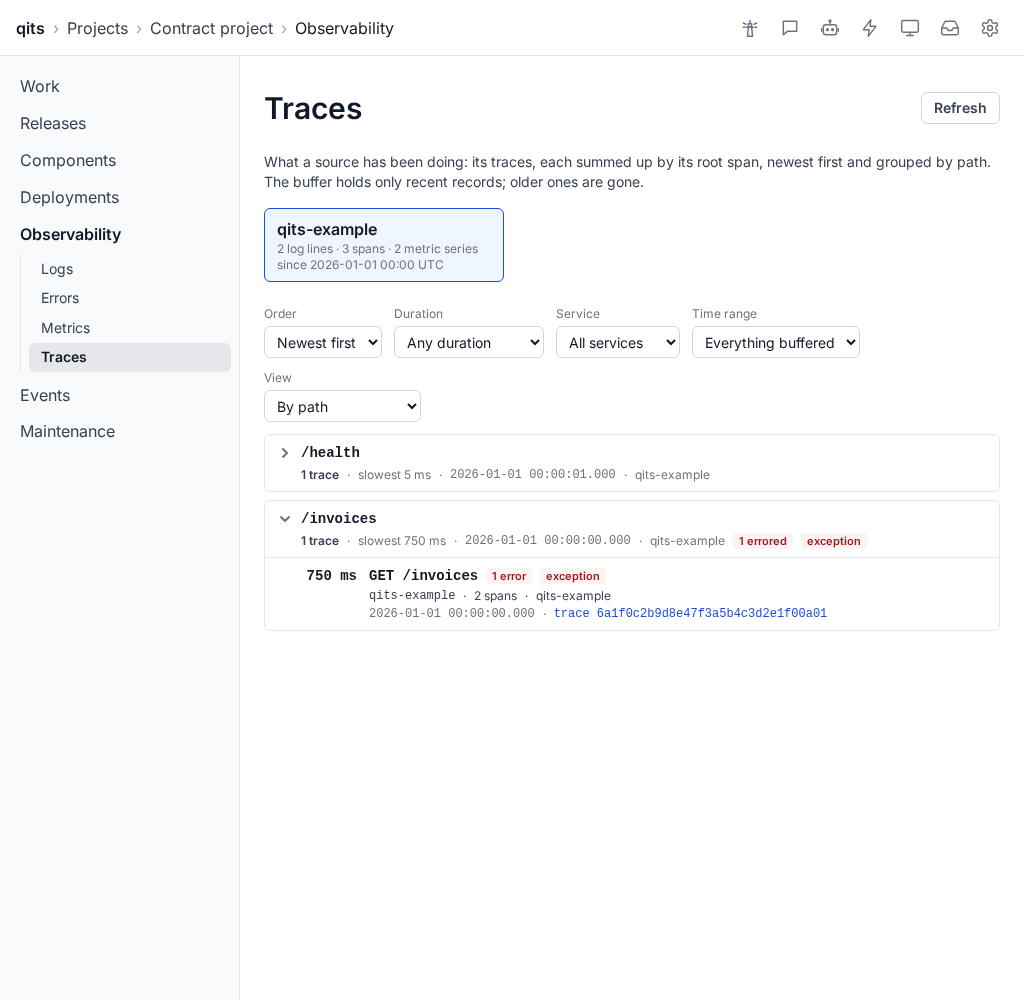 qits › Projects › Contract project › Observability
Work
Releases
Components
Deployments
Observability
Logs
Errors
Metrics
Traces
Events
Maintenance
Traces
Refresh
What a source has been doing: its traces, each summed up by its root span, newest first and grouped by path.
The buffer holds only recent records; older ones are gone.
qits-example
2 log lines · 3 spans · 2 metric series
since 2026-01-01 00:00 UTC
Order Duration Service Time range
Newest first Any duration All services Everything buffered
View
By path
/health
1 trace · slowest 5 ms · 2026-01-01 00:00:01.000 · qits-example
/invoices
1 trace · slowest 750 ms · 2026-01-01 00:00:00.000 · qits-example 1 errored exception
750 ms GET /invoices 1 error exception
qits-example · 2 spans · qits-example
2026-01-01 00:00:00.000 · trace 6a1f0c2b9d8e47f3a5b4c3d2e1f00a01